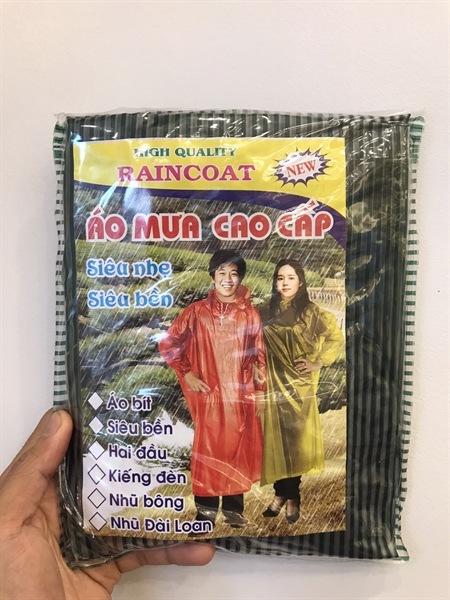 HIGH QUALITY
RAINCOAT
NEW
ÁO MƯA CAO CẤP
Siêu nhẹ
Siêu bền
Áo bít
Siêu bền
Hai đầu
Kiếng đèn
Nhũ bông
Nhũ Đài Loan